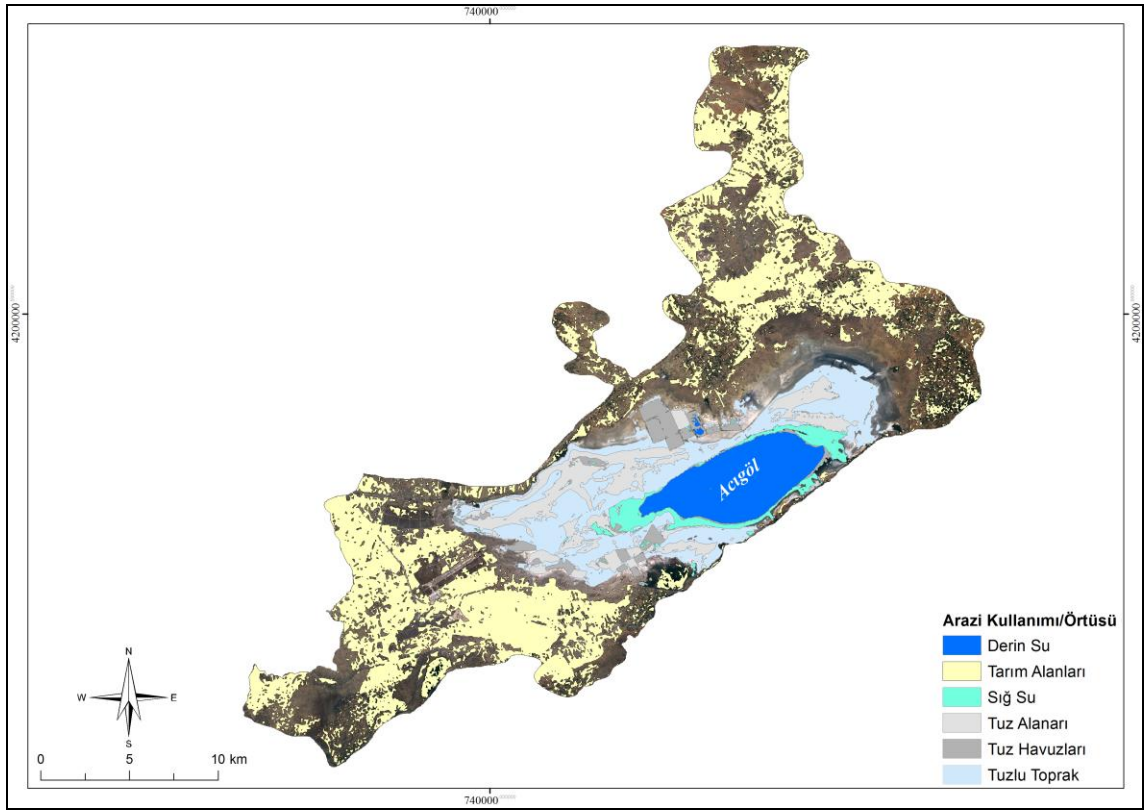 740000
4200000
4200000
Acıgöl
Arazi Kullanımı/Örtüsü
Derin Su
Tarım Alanları
Sığ Su
Tuz Alanarı
Tuz Havuzları
Tuzlu Toprak
N
W E
S
0 5 10 km
740000